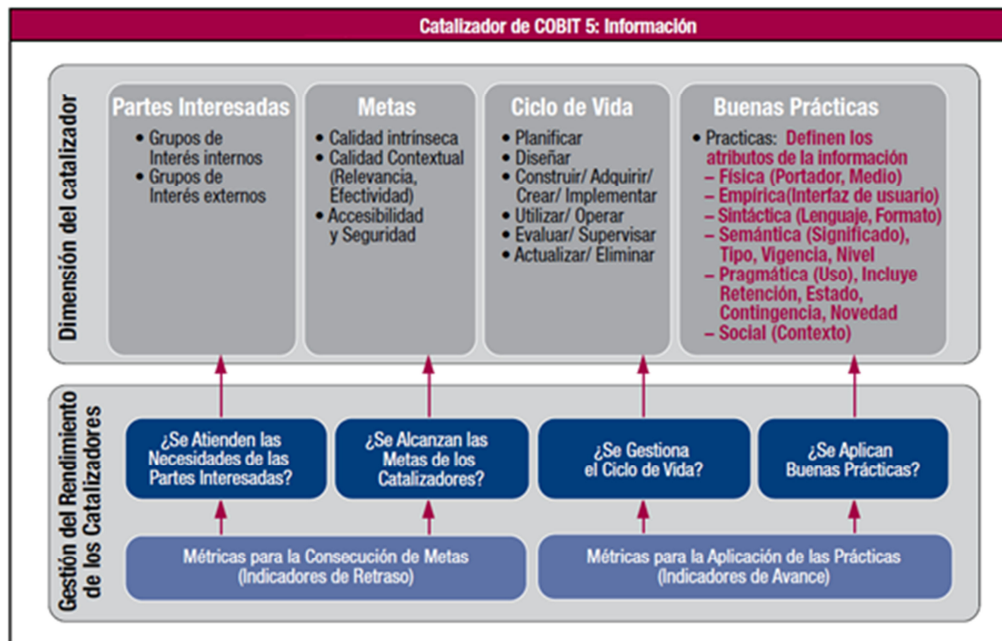 Catalizador de COBIT 5: Información
Dimensión del catalizador
Partes Interesadas
• Grupos de
Interés internos
• Grupos de
Interés externos
Metas
• Calidad intrínseca
• Calidad Contextual
(Relevancia,
Efectividad)
• Accesibilidad
y Seguridad
Ciclo de Vida
• Planificar
• Diseñar
• Construir/ Adquirir/
Crear/ Implementar
• Utilizar/ Operar
• Evaluar/ Supervisar
• Actualizar/ Eliminar
Buenas Prácticas
• Practicas: Definen los
atributos de la información
– Física (Portador, Medio)
– Empírica(Interfaz de usuario)
– Sintáctica (Lenguaje, Formato)
– Semántica (Significado),
Tipo, Vigencia, Nivel
– Pragmática (Uso), Incluye
Retención, Estado,
Contingencia, Novedad
– Social (Contexto)
Gestión del Rendimiento
de los Catalizadores
¿Se Atienden las
Necesidades de las
Partes Interesadas?
¿Se Alcanzan las
Metas de los
Catalizadores?
¿Se Gestiona
el Ciclo de Vida?
¿Se Aplican
Buenas Prácticas?
Métricas para la Consecución de Metas
(Indicadores de Retraso)
Métricas para la Aplicación de las Prácticas
(Indicadores de Avance)